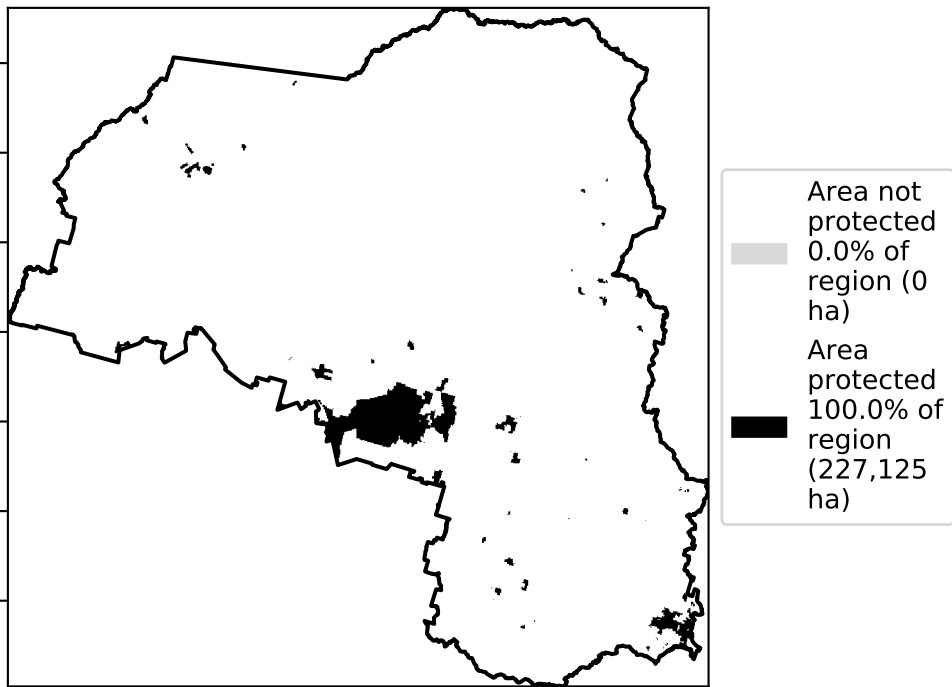 Area not
protected
0.0% of
region (0
ha)
Area
protected
100.0% of
region
(227,125
ha)